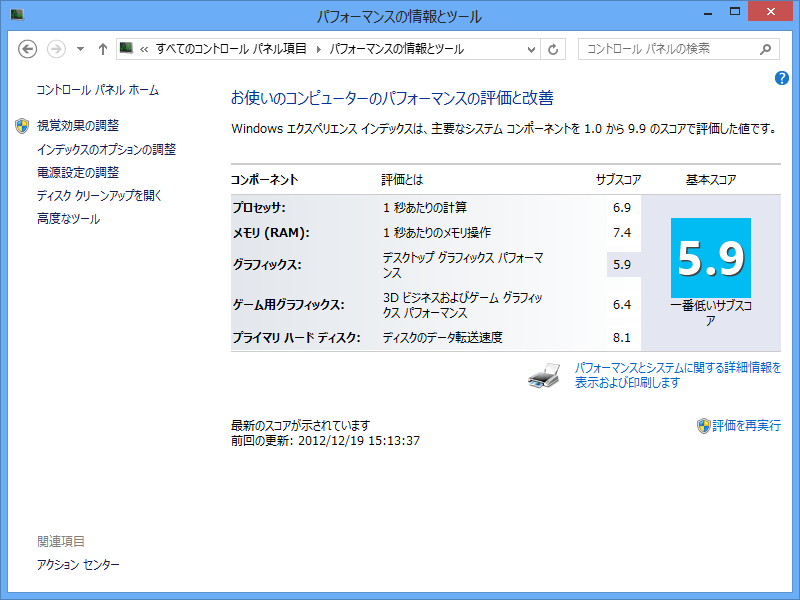 パフォーマンスの情報とツール
« すべてのコントロール パネル項目 パフォーマンスの情報とツール
コントロール パネルの検索
コントロール パネル ホーム
視覚効果の調整
インデックスのオプションの調整
電源設定の調整
ディスク クリーンアップを開く
高度なツール
お使いのコンピューターのパフォーマンスの評価と改善
Windows エクスペリエンス インデックスは、主要なシステム コンポーネントを 1.0 から 9.9 のスコアで評価した値です。
コンポーネント 評価とは サブスコア 基本スコア
プロセッサ: 1 秒あたりの計算 6.9
メモリ (RAM): 1 秒あたりのメモリ操作 7.4
グラフィックス: デスクトップ グラフィックス パフォーマ
ンス 5.9
ゲーム用グラフィックス: 3D ビジネスおよびゲーム グラフィッ
クス パフォーマンス 6.4
プライマリ ハード ディスク: ディスクのデータ転送速度 8.1
5.9
一番低いサブスコ
ア
パフォーマンスとシステムに関する詳細情報を
表示および印刷します
最新のスコアが示されています
前回の更新: 2012/12/19 15:13:37
評価を再実行
関連項目
アクション センター